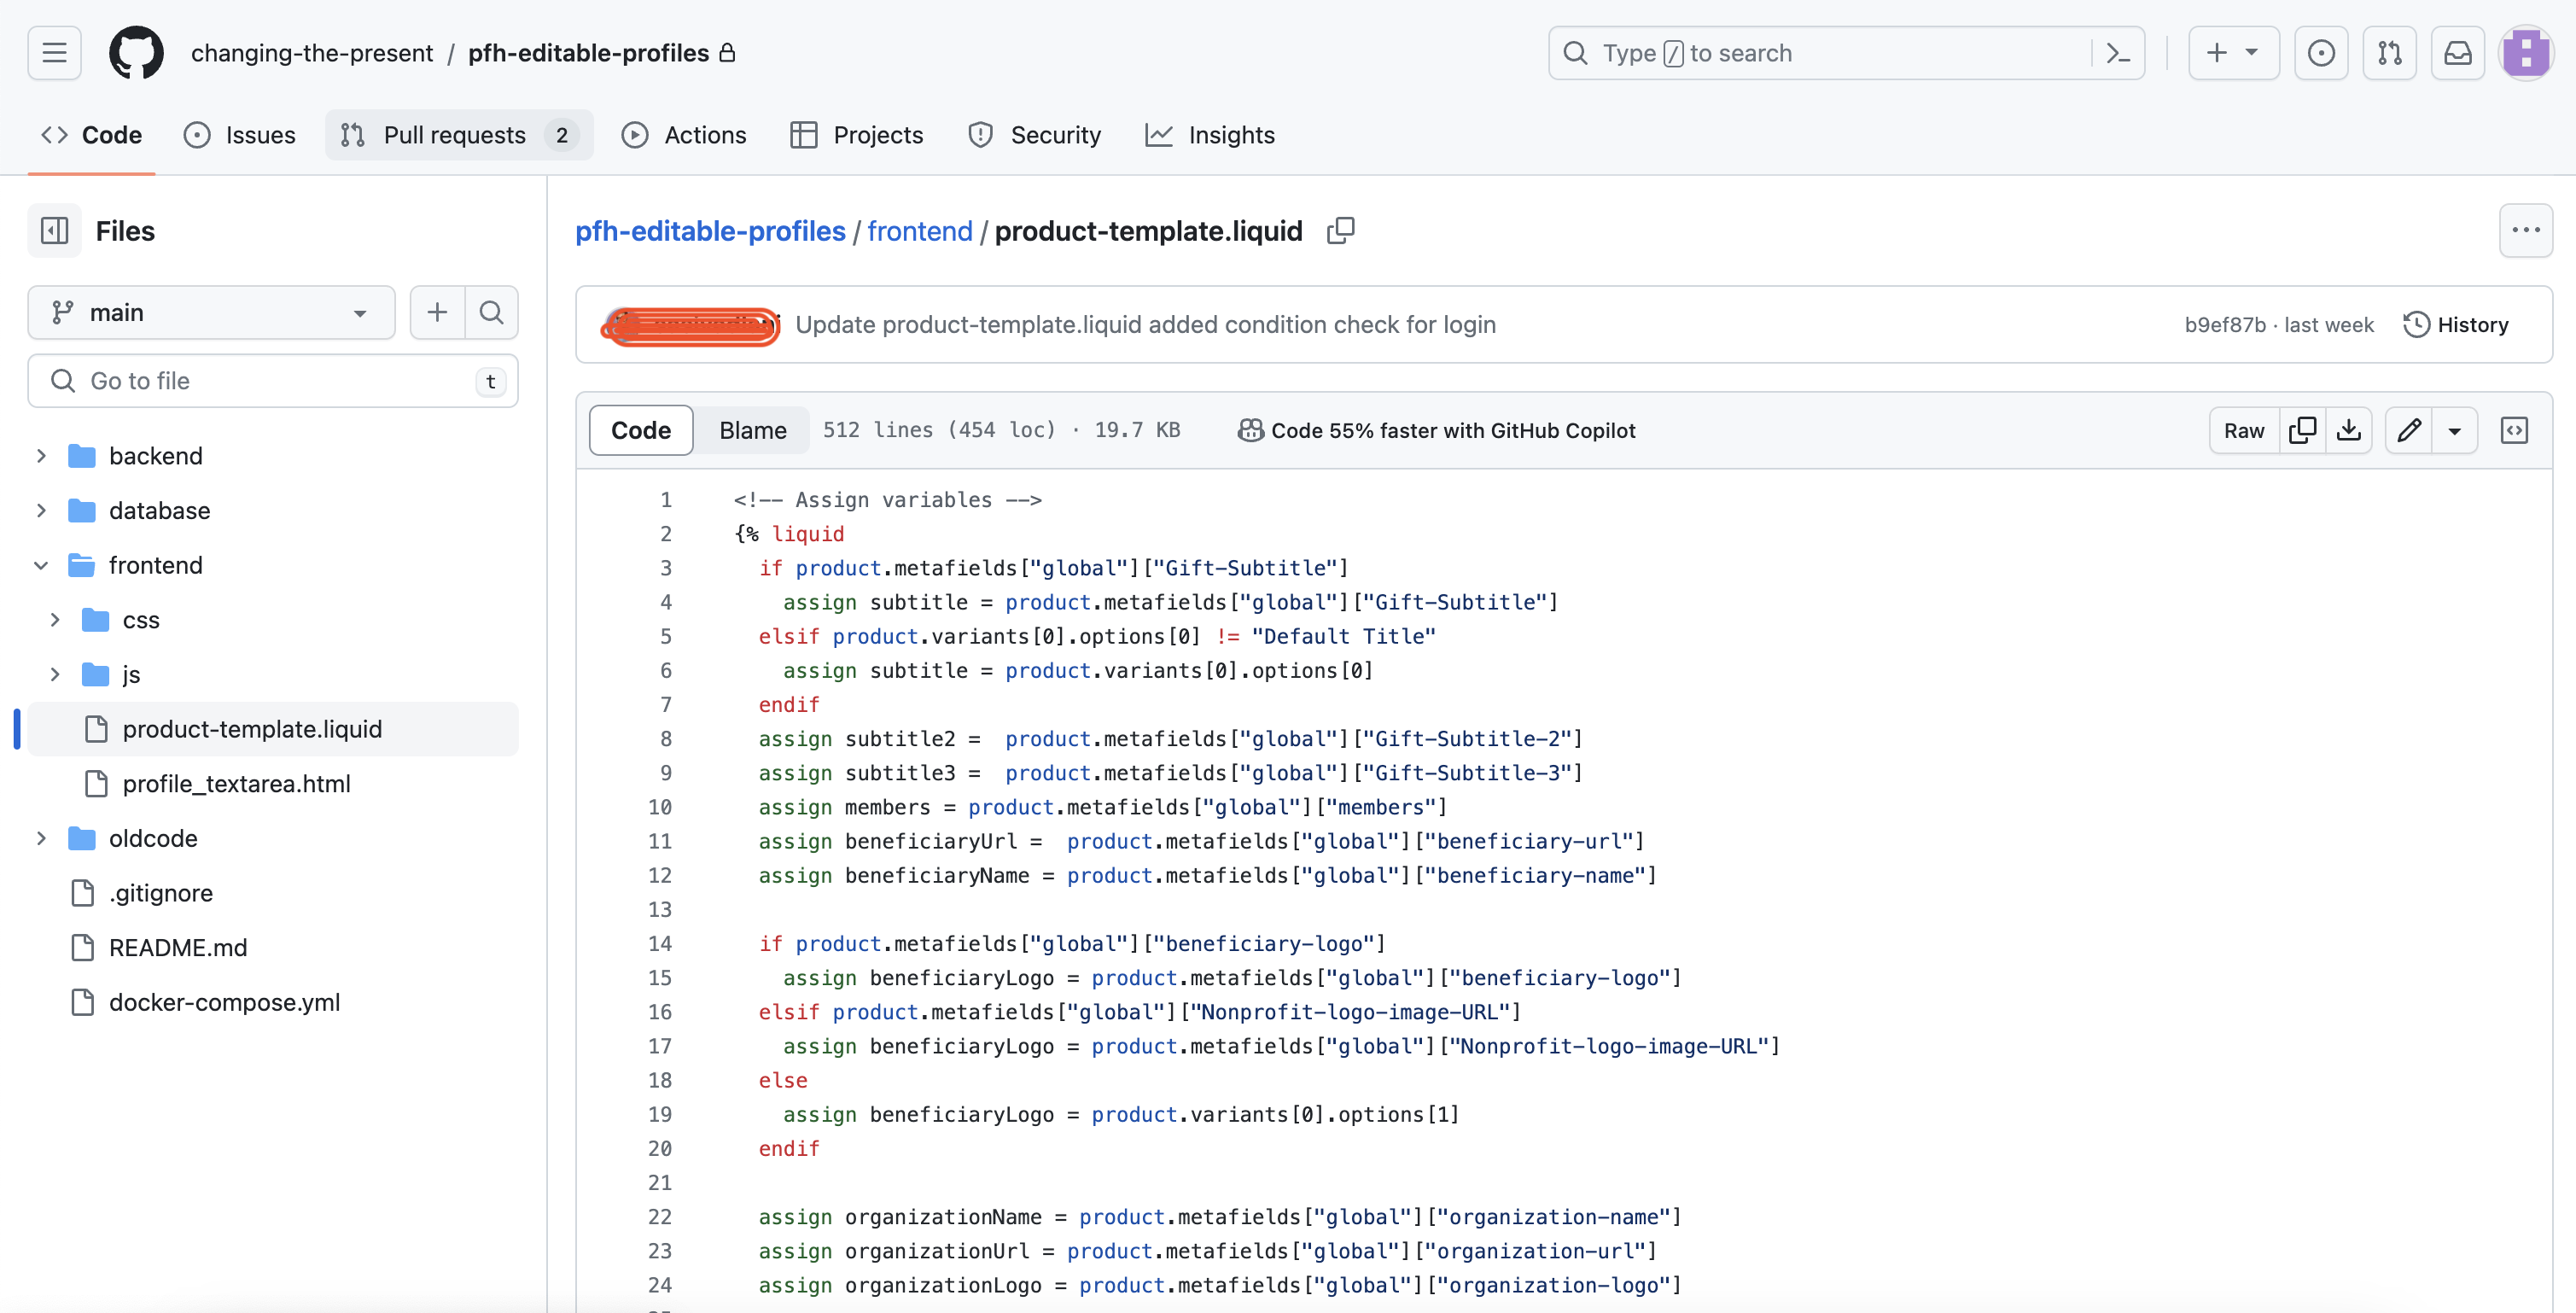 changing-the-present / pfh-editable-profiles
Type / to search
Code Issues Pull requests 2 Actions Projects Security Insights
Files
main
Go to file t
backend
database
frontend
css
js
product-template.liquid
profile_textarea.html
oldcode
.gitignore
README.md
docker-compose.yml
pfh-editable-profiles / frontend / product-template.liquid
Update product-template.liquid added condition check for login b9ef87b · last week History
Code Blame 512 lines (454 loc) · 19.7 KB Code 55% faster with GitHub Copilot Raw
1 <!-- Assign variables -->
2 {% liquid
3 if product.metafields["global"]["Gift-Subtitle"]
4 assign subtitle = product.metafields["global"]["Gift-Subtitle"]
5 elsif product.variants[0].options[0] != "Default Title"
6 assign subtitle = product.variants[0].options[0]
7 endif
8 assign subtitle2 =  product.metafields["global"]["Gift-Subtitle-2"]
9 assign subtitle3 =  product.metafields["global"]["Gift-Subtitle-3"]
10 assign members = product.metafields["global"]["members"]
11 assign beneficiaryUrl =  product.metafields["global"]["beneficiary-url"]
12 assign beneficiaryName = product.metafields["global"]["beneficiary-name"]
13
14 if product.metafields["global"]["beneficiary-logo"]
15 assign beneficiaryLogo = product.metafields["global"]["beneficiary-logo"]
16 elsif product.metafields["global"]["Nonprofit-logo-image-URL"]
17 assign beneficiaryLogo = product.metafields["global"]["Nonprofit-logo-image-URL"]
18 else
19 assign beneficiaryLogo = product.variants[0].options[1]
20 endif
21
22 assign organizationName = product.metafields["global"]["organization-name"]
23 assign organizationUrl = product.metafields["global"]["organization-url"]
24 assign organizationLogo = product.metafields["global"]["organization-logo"]